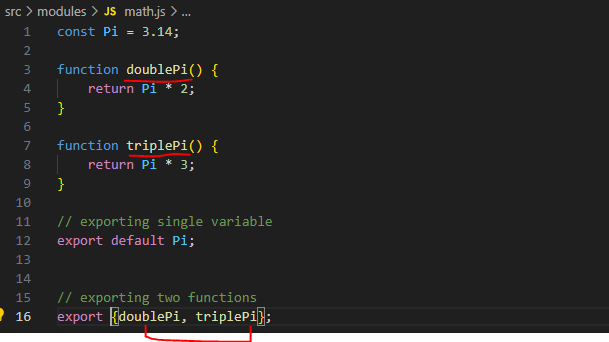 src > modules > JS math.js > ...
1 const Pi = 3.14;
2
3 function doublePi() {
4 return Pi * 2;
5 }
6
7 function triplePi() {
8 return Pi * 3;
9 }
10
11 // exporting single variable
12 export default Pi;
13
14
15 // exporting two functions
16 export {doublePi, triplePi};